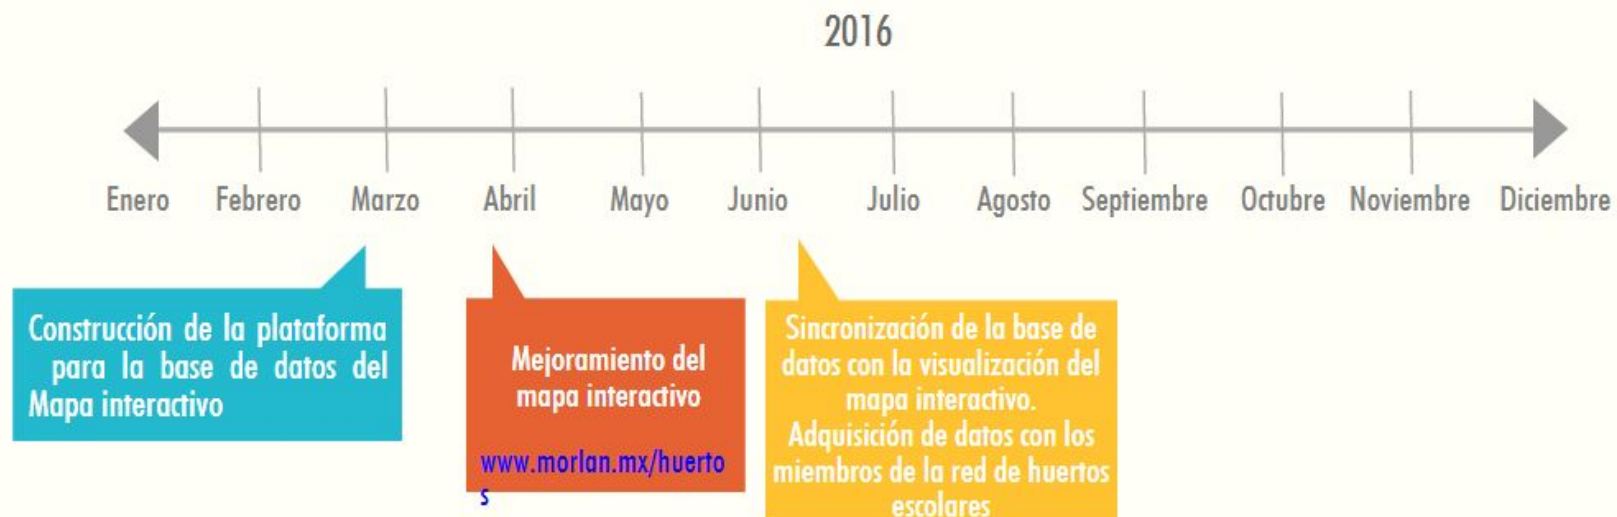 2016
Enero Febrero Marzo Abril Mayo Junio Julio Agosto Septiembre Octubre Noviembre Diciembre
Construcción de la plataforma
para la base de datos del
Mapa interactivo
Mejoramiento del
mapa interactivo
www.morlan.mx/huerto
s
Sincronización de la base de
datos con la visualización del
mapa interactivo.
Adquisición de datos con los
miembros de la red de huertos
escolares